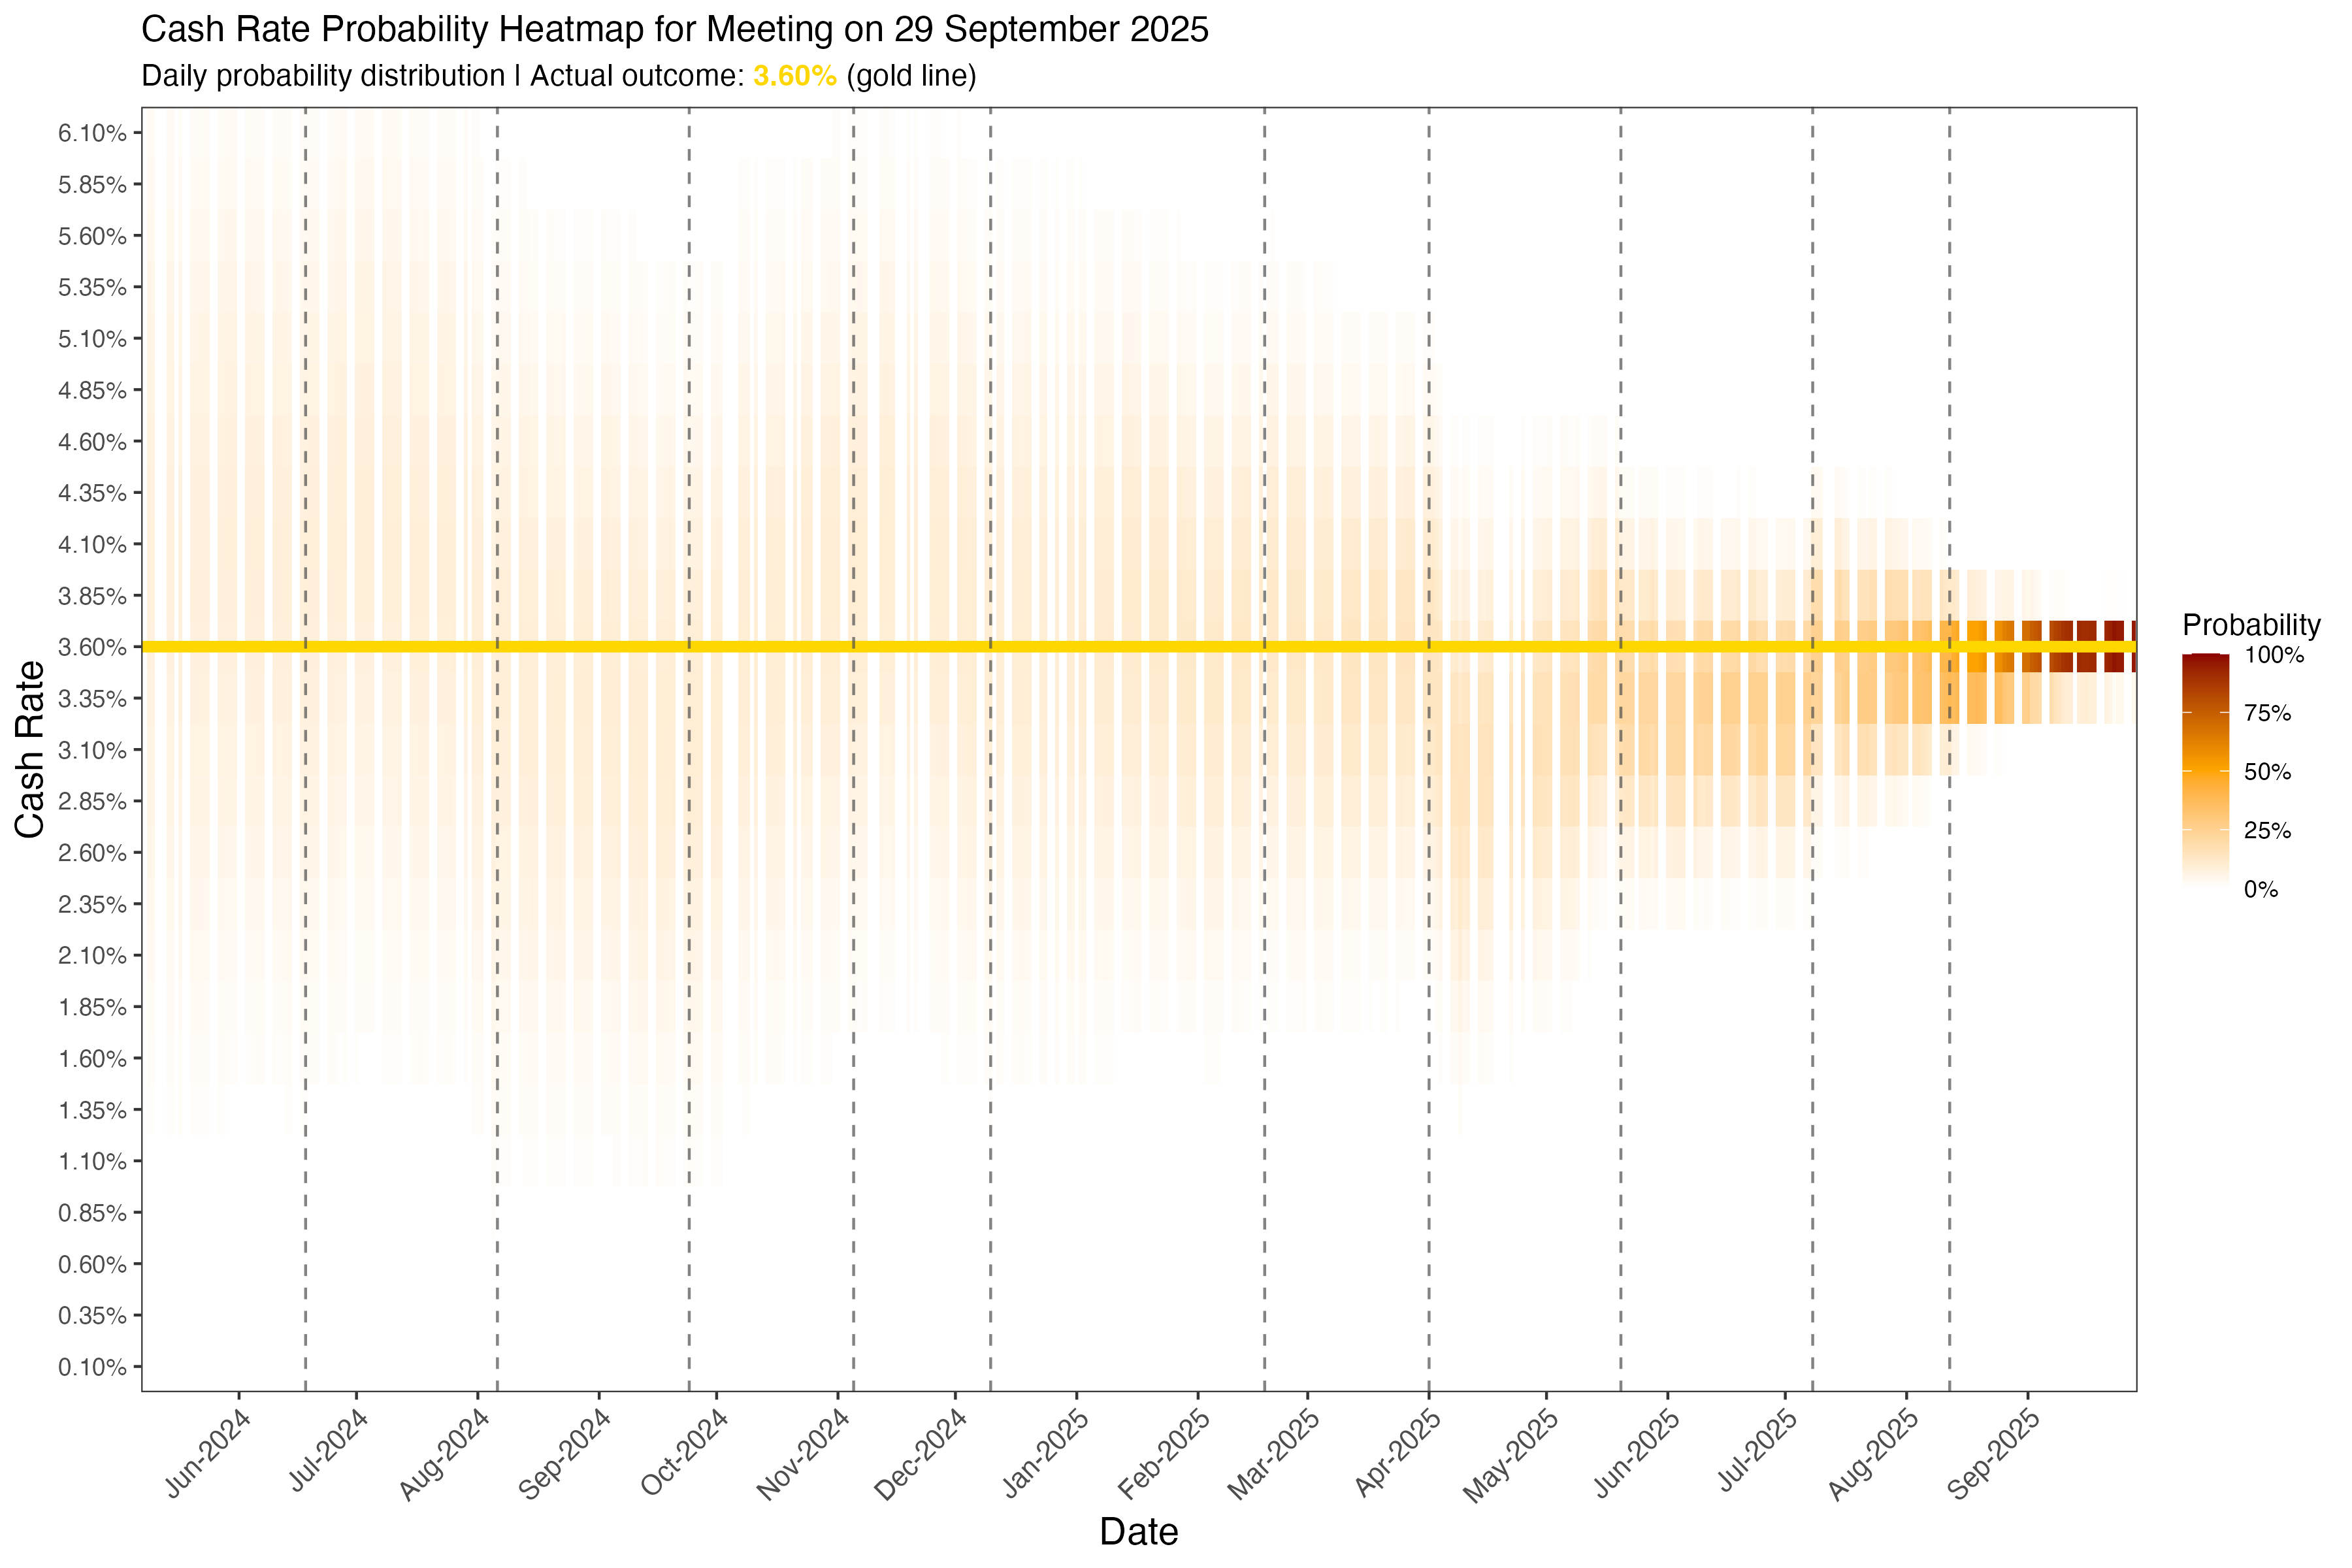 Cash Rate Probability Heatmap for Meeting on 29 September 2025
Daily probability distribution | Actual outcome: 3.60% (gold line)
Cash Rate
6.10%
5.85%
5.60%
5.35%
5.10%
4.85%
4.60%
4.35%
4.10%
3.85%
3.60%
3.35%
3.10%
2.85%
2.60%
2.35%
2.10%
1.85%
1.60%
1.35%
1.10%
0.85%
0.60%
0.35%
0.10%
Jun-2024
Jul-2024
Aug-2024
Sep-2024
Oct-2024
Nov-2024
Dec-2024
Jan-2025
Feb-2025
Mar-2025
Apr-2025
May-2025
Jun-2025
Jul-2025
Aug-2025
Sep-2025
Date
Probability
100%
75%
50%
25%
0%